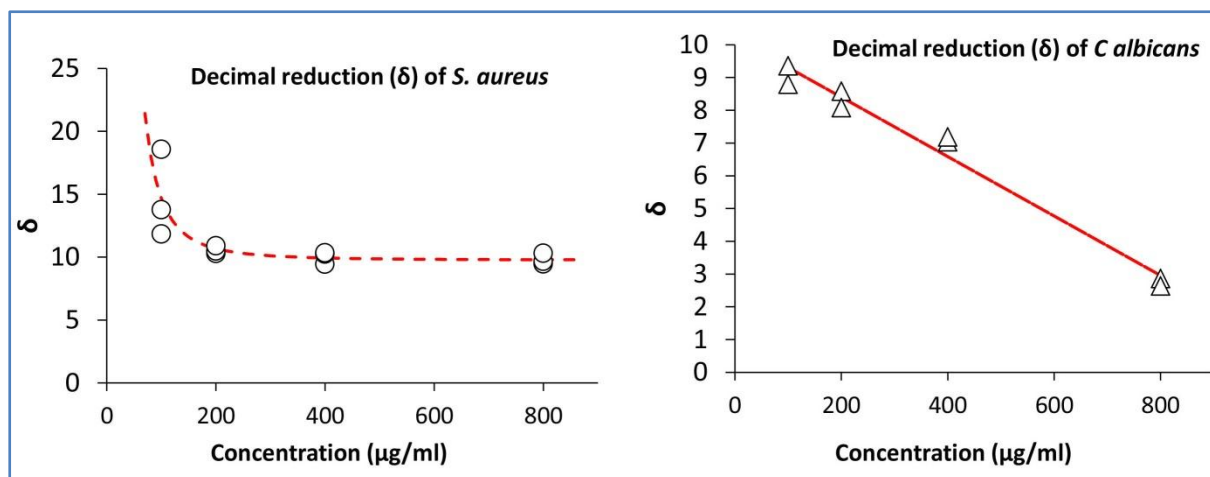 Decimal reduction (δ) of S. aureus
25
20
15
10
5
0
δ
0 200 400 600 800
Concentration (µg/ml)
Decimal reduction (δ) of C albicans
10
9
8
7
6
5
4
3
2
1
0
δ
0 200 400 600 800
Concentration (µg/ml)